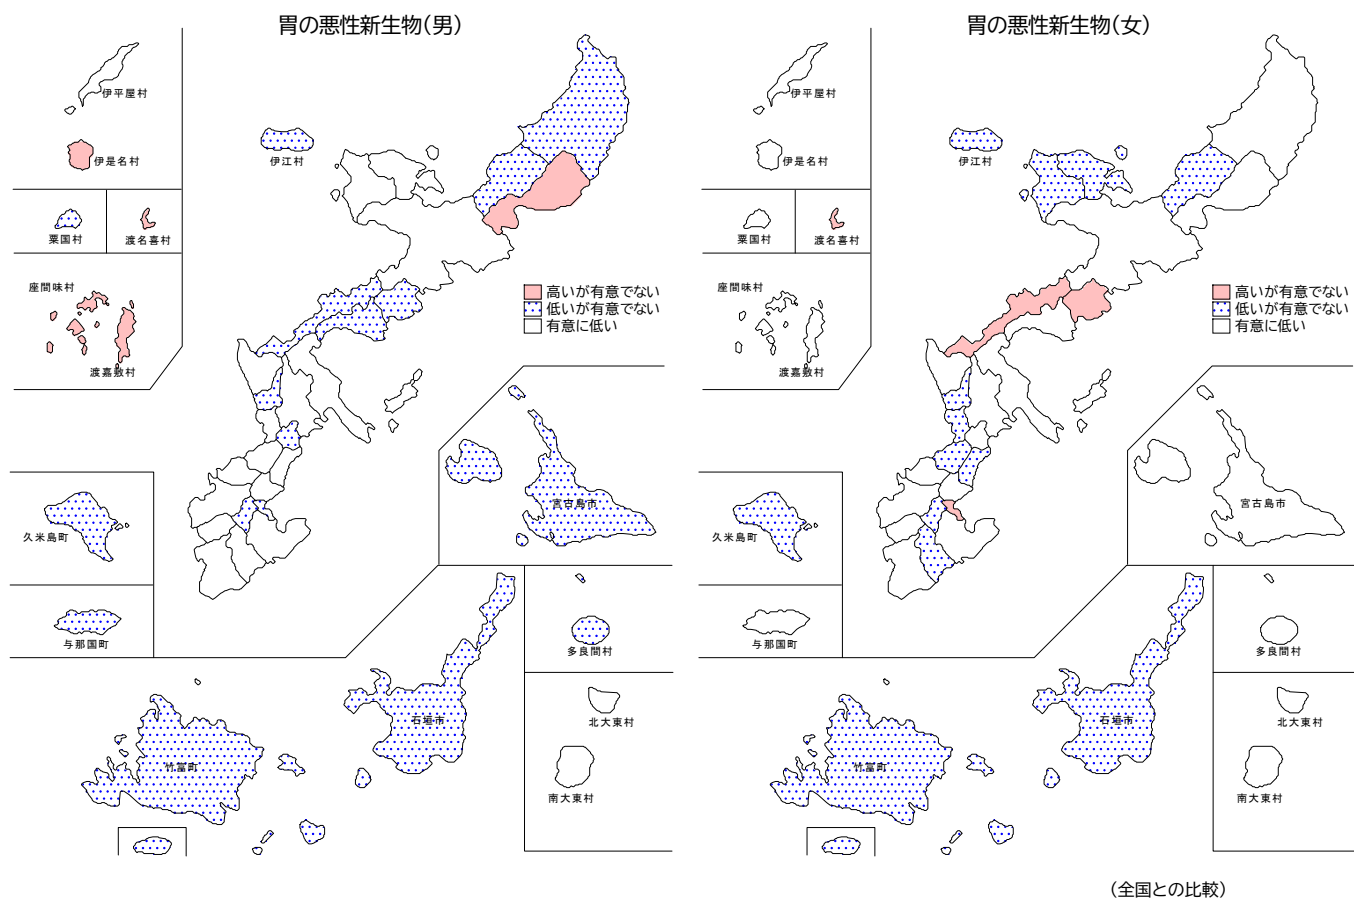 胃の悪性新生物(男)
伊平屋村
伊是名村
伊江村
粟国村
渡名喜村
座間味村
渡嘉敷村
高いが有意でない
低いが有意でない
有意に低い
久米島町
宮古島市
与那国町
多良間村
石垣市
北大東村
竹富町
南大東村
胃の悪性新生物(女)
伊平屋村
伊是名村
伊江村
粟国村
渡名喜村
座間味村
渡嘉敷村
高いが有意でない
低いが有意でない
有意に低い
久米島町
宮古島市
与那国町
多良間村
石垣市
北大東村
竹富町
南大東村
(全国との比較)